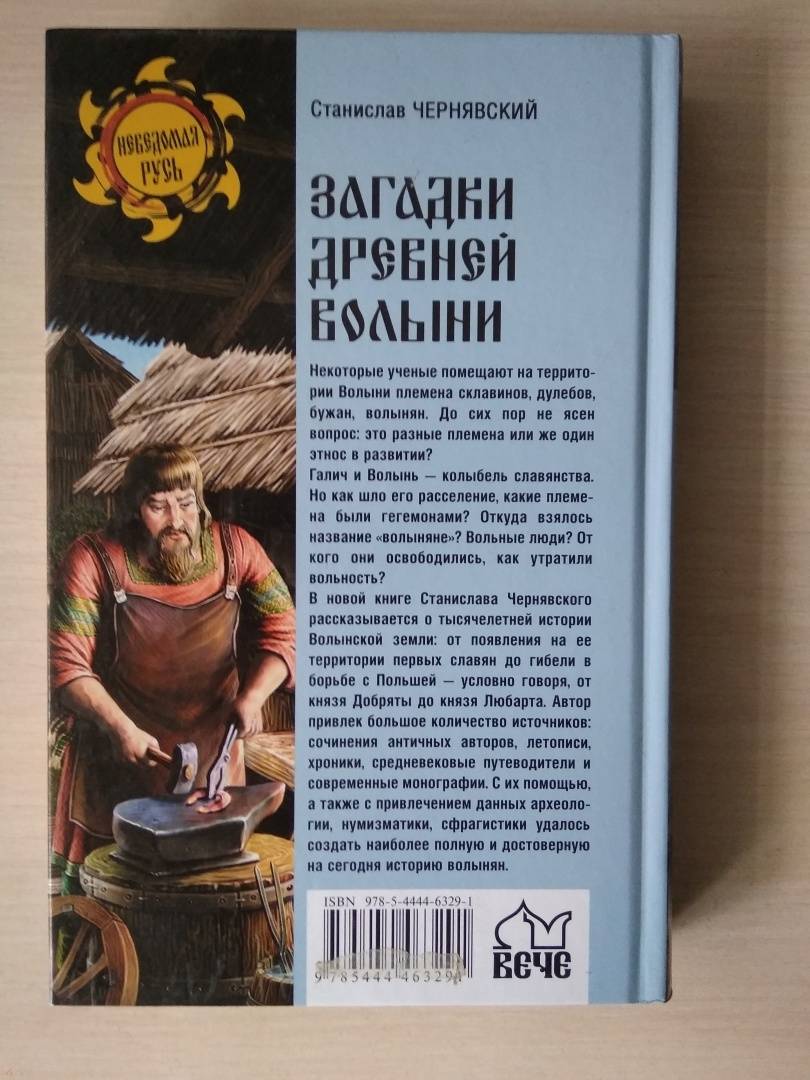 НЕВЕДОМАЯ
РУСЬ
Станислав ЧЕРНЯВСКИЙ
ЗАГАДКИ
ДРЕВНЕЙ
ВОЛЫНИ
Некоторые ученые помещают на террито-
рии Волыни племена склавинов, дулебов,
бужан, волынян. До сих пор не ясен
вопрос: это разные племена или же один
этнос в развитии?
Галич и Волынь — колыбель славянства.
Но как шло его расселение, какие племе-
на были гегемонами? Откуда взялось
название «волыняне»? Вольные люди? От
кого они освободились, как утратили
вольность?
В новой книге Станислава Чернявского
рассказывается о тысячелетней истории
Волынской земли: от появления на ее
территории первых славян до гибели в
борьбе с Польшей — условно говоря, от
князя Добряты до князя Любарта. Автор
привлек большое количество источников:
сочинения античных авторов, летописи,
хроники, средневековые путеводители и
современные монографии. С их помощью,
а также с привлечением данных археоло-
гии, нумизматики, сфрагистики удалось
создать наиболее полную и достоверную
на сегодня историю волынян.
ISBN 978-5-4444-6329-1
9 785444 463291
ВЕЧЕ